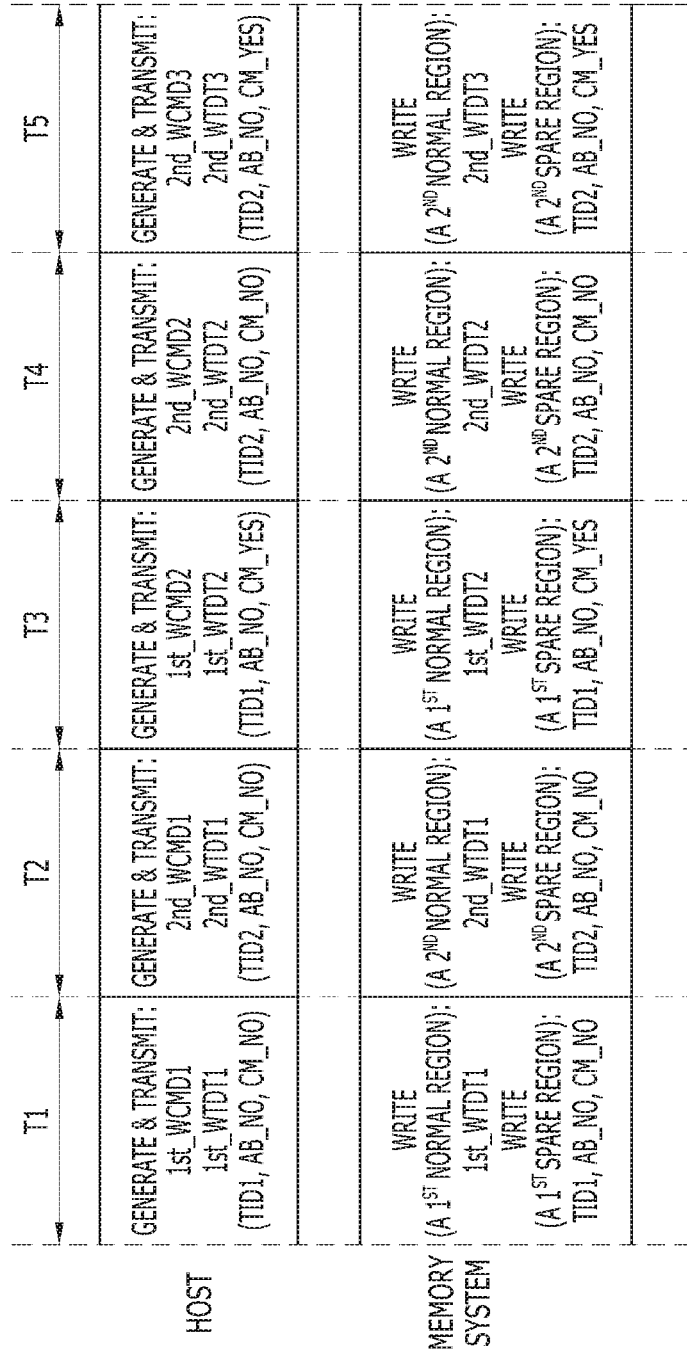 T1
T2
T3
T4
T5
HOST
GENERATE & TRANSMIT:
1st_WCMD1
1st_WTDT1
(TID1, AB_NO, CM_NO)
GENERATE & TRANSMIT:
2nd_WCMD1
2nd_WTDT1
(TID2, AB_NO, CM_NO)
GENERATE & TRANSMIT:
1st_WCMD2
1st_WTDT2
(TID1, AB_NO, CM_YES)
GENERATE & TRANSMIT:
2nd_WCMD2
2nd_WTDT2
(TID2, AB_NO, CM_NO)
GENERATE & TRANSMIT:
2nd_WCMD3
2nd_WTDT3
(TID2, AB_NO, CM_YES)
MEMORY
SYSTEM
WRITE
(A 1ST NORMAL REGION):
1st_WTDT1
WRITE
(A 1ST SPARE REGION):
TID1, AB_NO, CM_NO
WRITE
(A 2ND NORMAL REGION):
2nd_WTDT1
WRITE
(A 2ND SPARE REGION):
TID2, AB_NO, CM_NO
WRITE
(A 1ST NORMAL REGION):
1st_WTDT2
WRITE
(A 1ST SPARE REGION):
TID1, AB_NO, CM_YES
WRITE
(A 2ND NORMAL REGION):
2nd_WTDT2
WRITE
(A 2ND SPARE REGION):
TID2, AB_NO, CM_NO
WRITE
(A 2ND NORMAL REGION):
2nd_WTDT3
WRITE
(A 2ND SPARE REGION):
TID2, AB_NO, CM_YES